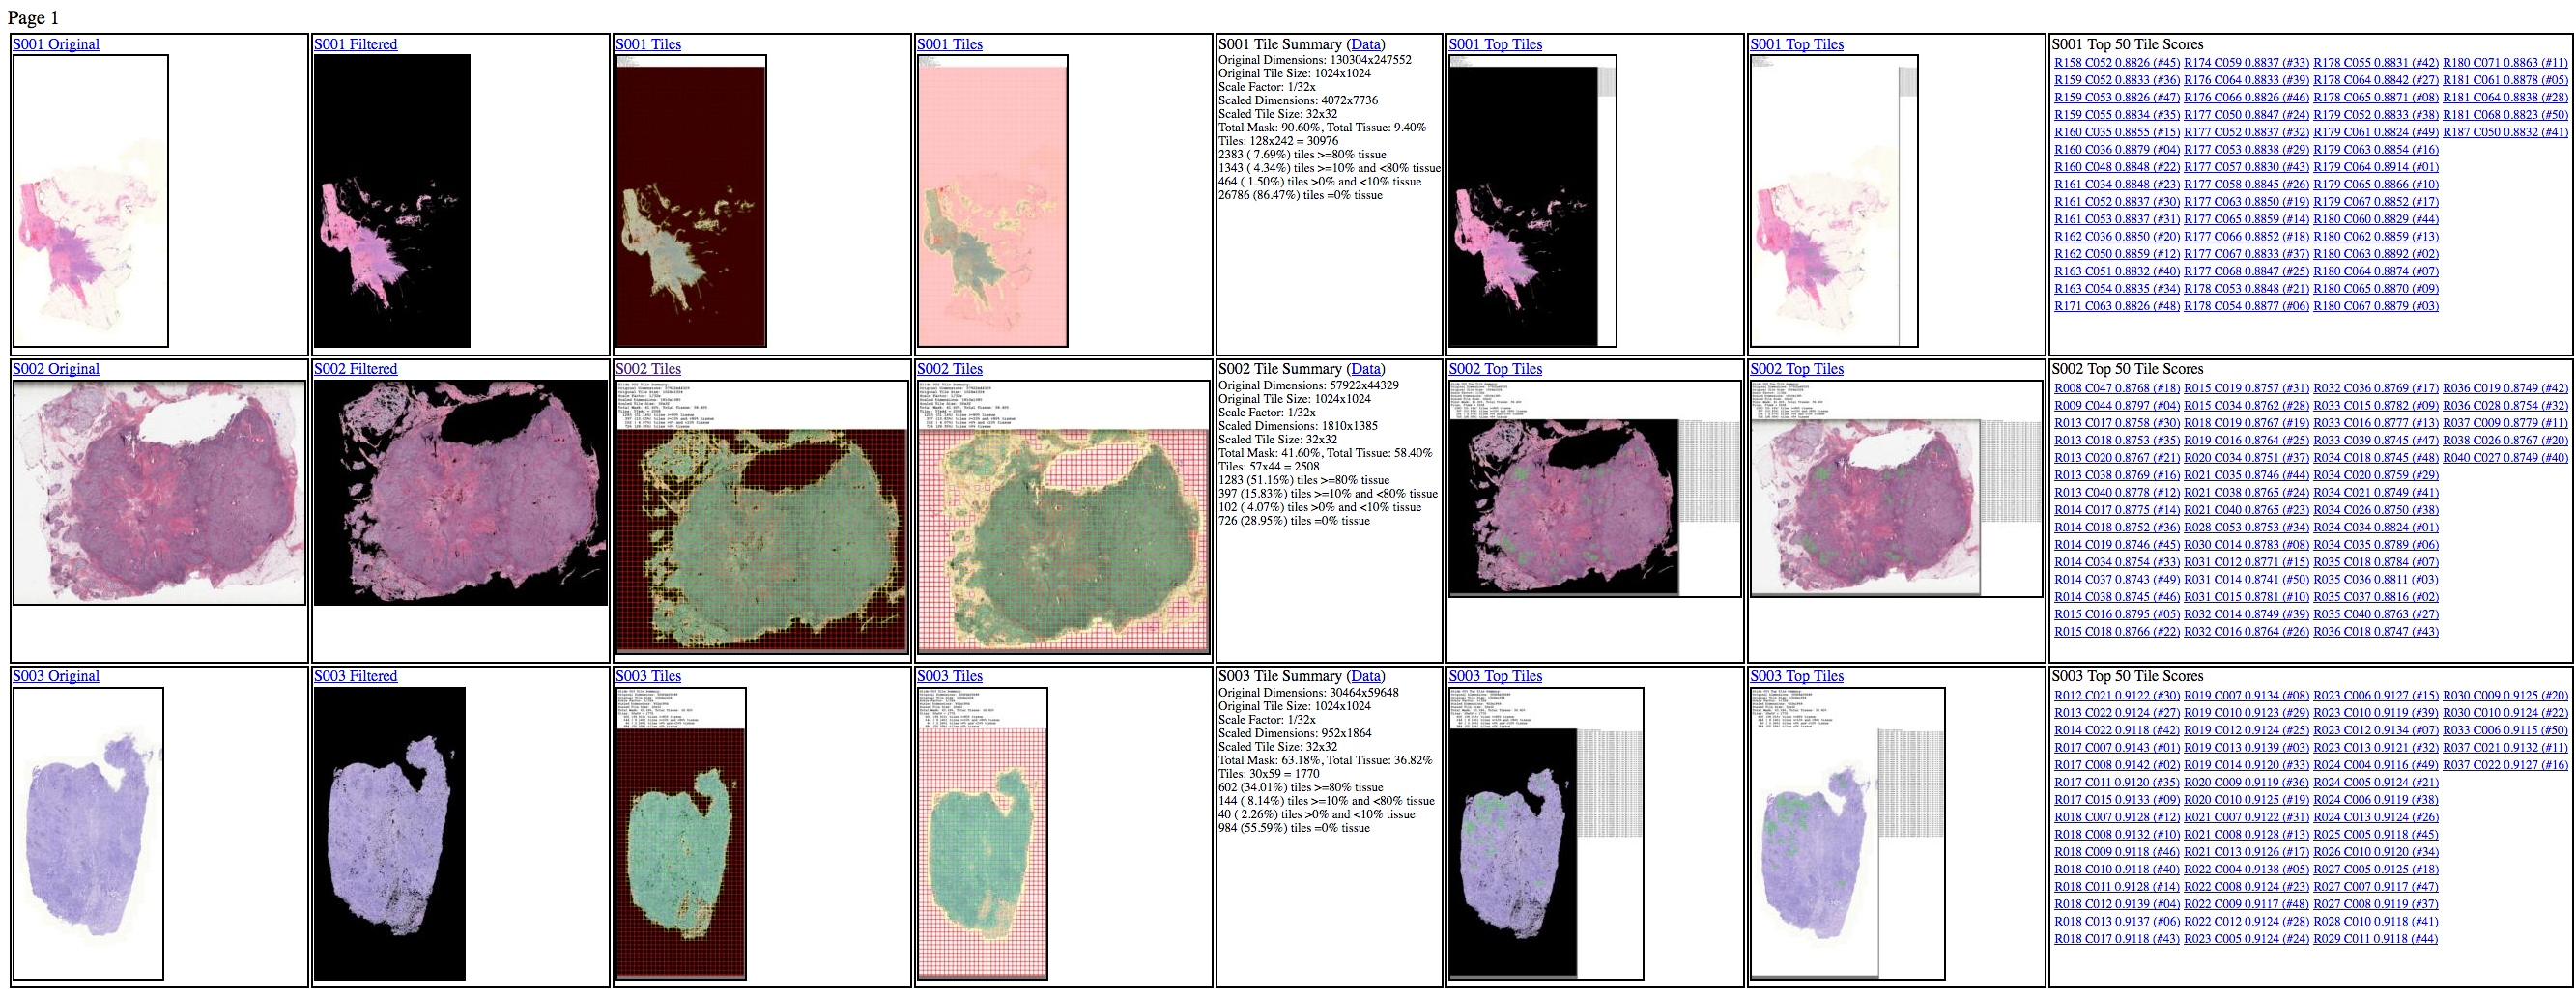 Page 1
S001 Original
S001 Filtered
S001 Tiles
S001 Tiles
S001 Tile Summary (Data)
Original Dimensions: 130304x247552
Original Tile Size: 1024x1024
Scale Factor: 1/32x
Scaled Dimensions: 4072x7736
Scaled Tile Size: 32x32
Total Mask: 90.60%, Total Tissue: 9.40%
Tiles: 128x242 = 30976
2383 ( 7.69%) tiles >=80% tissue
1343 ( 4.34%) tiles >=10% and <80% tissue
464 ( 1.50%) tiles >0% and <10% tissue
26786 (86.47%) tiles =0% tissue
S001 Top Tiles
S001 Top Tiles
S001 Top 50 Tile Scores
R158 C052 0.8826 (#45) R174 C059 0.8837 (#33) R178 C055 0.8831 (#42) R180 C071 0.8863 (#11)
R159 C052 0.8833 (#36) R176 C064 0.8833 (#39) R178 C064 0.8842 (#27) R181 C061 0.8878 (#05)
R159 C053 0.8826 (#47) R176 C066 0.8826 (#46) R178 C065 0.8871 (#08) R181 C064 0.8838 (#28)
R159 C055 0.8834 (#35) R177 C050 0.8847 (#24) R179 C052 0.8833 (#38) R181 C068 0.8823 (#50)
R160 C035 0.8855 (#15) R177 C052 0.8837 (#32) R179 C061 0.8824 (#49) R187 C050 0.8832 (#41)
R160 C036 0.8879 (#04) R177 C053 0.8838 (#29) R179 C063 0.8854 (#16)
R160 C048 0.8848 (#22) R177 C057 0.8830 (#43) R179 C064 0.8914 (#01)
R161 C034 0.8848 (#23) R177 C058 0.8845 (#26) R179 C065 0.8866 (#10)
R161 C052 0.8837 (#30) R177 C063 0.8850 (#19) R179 C067 0.8852 (#17)
R161 C053 0.8837 (#31) R177 C065 0.8859 (#14) R180 C060 0.8829 (#44)
R162 C036 0.8850 (#20) R177 C066 0.8852 (#18) R180 C062 0.8859 (#13)
R162 C050 0.8859 (#12) R177 C067 0.8833 (#37) R180 C063 0.8892 (#02)
R163 C051 0.8832 (#40) R177 C068 0.8847 (#25) R180 C064 0.8874 (#07)
R163 C054 0.8835 (#34) R178 C053 0.8848 (#21) R180 C065 0.8870 (#09)
R171 C063 0.8826 (#48) R178 C054 0.8877 (#06) R180 C067 0.8879 (#03)
S002 Original
S002 Filtered
S002 Tiles
S002 Tiles
S002 Tile Summary (Data)
Original Dimensions: 57922x44329
Original Tile Size: 1024x1024
Scale Factor: 1/32x
Scaled Dimensions: 1810x1385
Scaled Tile Size: 32x32
Total Mask: 41.60%, Total Tissue: 58.40%
Tiles: 57x44 = 2508
1283 (51.16%) tiles >=80% tissue
397 (15.83%) tiles >=10% and <80% tissue
102 ( 4.07%) tiles >0% and <10% tissue
726 (28.95%) tiles =0% tissue
S002 Top Tiles
S002 Top Tiles
S002 Top 50 Tile Scores
R008 C047 0.8768 (#18) R015 C019 0.8757 (#31) R032 C036 0.8769 (#17) R036 C019 0.8749 (#42)
R009 C044 0.8797 (#04) R015 C034 0.8762 (#28) R033 C015 0.8782 (#09) R036 C028 0.8754 (#32)
R013 C017 0.8758 (#30) R018 C019 0.8767 (#19) R033 C016 0.8777 (#13) R037 C009 0.8779 (#11)
R013 C018 0.8753 (#35) R019 C016 0.8764 (#25) R033 C039 0.8745 (#47) R038 C026 0.8767 (#20)
R013 C020 0.8767 (#21) R020 C034 0.8751 (#37) R034 C018 0.8745 (#48) R040 C027 0.8749 (#40)
R013 C038 0.8769 (#16) R021 C035 0.8746 (#44) R034 C020 0.8759 (#29)
R013 C040 0.8778 (#12) R021 C038 0.8765 (#24) R034 C021 0.8749 (#41)
R014 C017 0.8775 (#14) R021 C040 0.8765 (#23) R034 C026 0.8750 (#38)
R014 C018 0.8752 (#36) R028 C053 0.8753 (#34) R034 C034 0.8824 (#01)
R014 C019 0.8746 (#45) R030 C014 0.8783 (#08) R034 C035 0.8789 (#06)
R014 C034 0.8754 (#33) R031 C012 0.8771 (#15) R035 C018 0.8784 (#07)
R014 C037 0.8743 (#49) R031 C014 0.8741 (#50) R035 C036 0.8811 (#03)
R014 C038 0.8745 (#46) R031 C015 0.8781 (#10) R035 C037 0.8816 (#02)
R015 C016 0.8795 (#05) R032 C014 0.8749 (#39) R035 C040 0.8763 (#27)
R015 C018 0.8766 (#22) R032 C016 0.8764 (#26) R036 C018 0.8747 (#43)
S003 Original
S003 Filtered
S003 Tiles
S003 Tiles
S003 Tile Summary (Data)
Original Dimensions: 30464x59648
Original Tile Size: 1024x1024
Scale Factor: 1/32x
Scaled Dimensions: 952x1864
Scaled Tile Size: 32x32
Total Mask: 63.18%, Total Tissue: 36.82%
Tiles: 30x59 = 1770
602 (34.01%) tiles >=80% tissue
144 ( 8.14%) tiles >=10% and <80% tissue
40 ( 2.26%) tiles >0% and <10% tissue
984 (55.59%) tiles =0% tissue
S003 Top Tiles
S003 Top Tiles
S003 Top 50 Tile Scores
R012 C021 0.9122 (#30) R019 C007 0.9134 (#08) R023 C006 0.9127 (#15) R030 C009 0.9125 (#20)
R013 C022 0.9124 (#27) R019 C010 0.9123 (#29) R023 C010 0.9119 (#39) R030 C010 0.9124 (#22)
R014 C022 0.9118 (#42) R019 C012 0.9124 (#25) R023 C012 0.9134 (#07) R033 C006 0.9115 (#50)
R017 C007 0.9143 (#01) R019 C013 0.9139 (#03) R023 C013 0.9121 (#32) R037 C021 0.9132 (#11)
R017 C008 0.9142 (#02) R019 C014 0.9120 (#33) R024 C004 0.9116 (#49) R037 C022 0.9127 (#16)
R017 C011 0.9120 (#35) R020 C009 0.9119 (#36) R024 C005 0.9124 (#21)
R017 C015 0.9133 (#09) R020 C010 0.9125 (#19) R024 C006 0.9119 (#38)
R018 C007 0.9128 (#12) R021 C007 0.9122 (#31) R024 C013 0.9124 (#26)
R018 C008 0.9132 (#10) R021 C008 0.9128 (#13) R025 C005 0.9118 (#45)
R018 C009 0.9118 (#46) R021 C013 0.9126 (#17) R026 C010 0.9120 (#34)
R018 C010 0.9118 (#40) R022 C004 0.9138 (#05) R027 C005 0.9125 (#18)
R018 C011 0.9128 (#14) R022 C008 0.9124 (#23) R027 C007 0.9117 (#47)
R018 C012 0.9139 (#04) R022 C009 0.9117 (#48) R027 C008 0.9119 (#37)
R018 C013 0.9137 (#06) R022 C012 0.9124 (#28) R028 C010 0.9118 (#41)
R018 C017 0.9118 (#43) R023 C005 0.9124 (#24) R029 C011 0.9118 (#44)